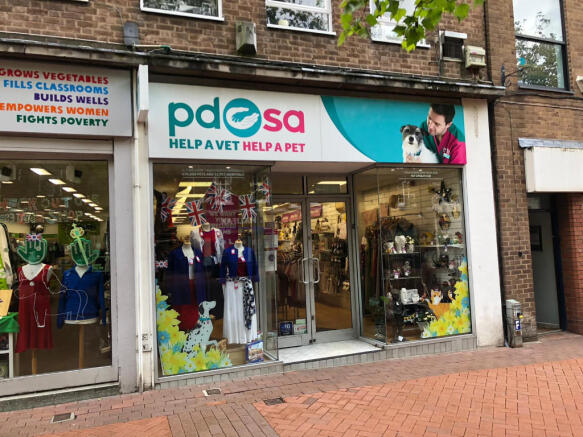 GROWS VEGETABLES
FILLS CLASSROOMS
BUILDS WELLS
EMPOWERS WOMEN
FIGHTS POVERTY
pdsa
HELP A VET HELP A PET